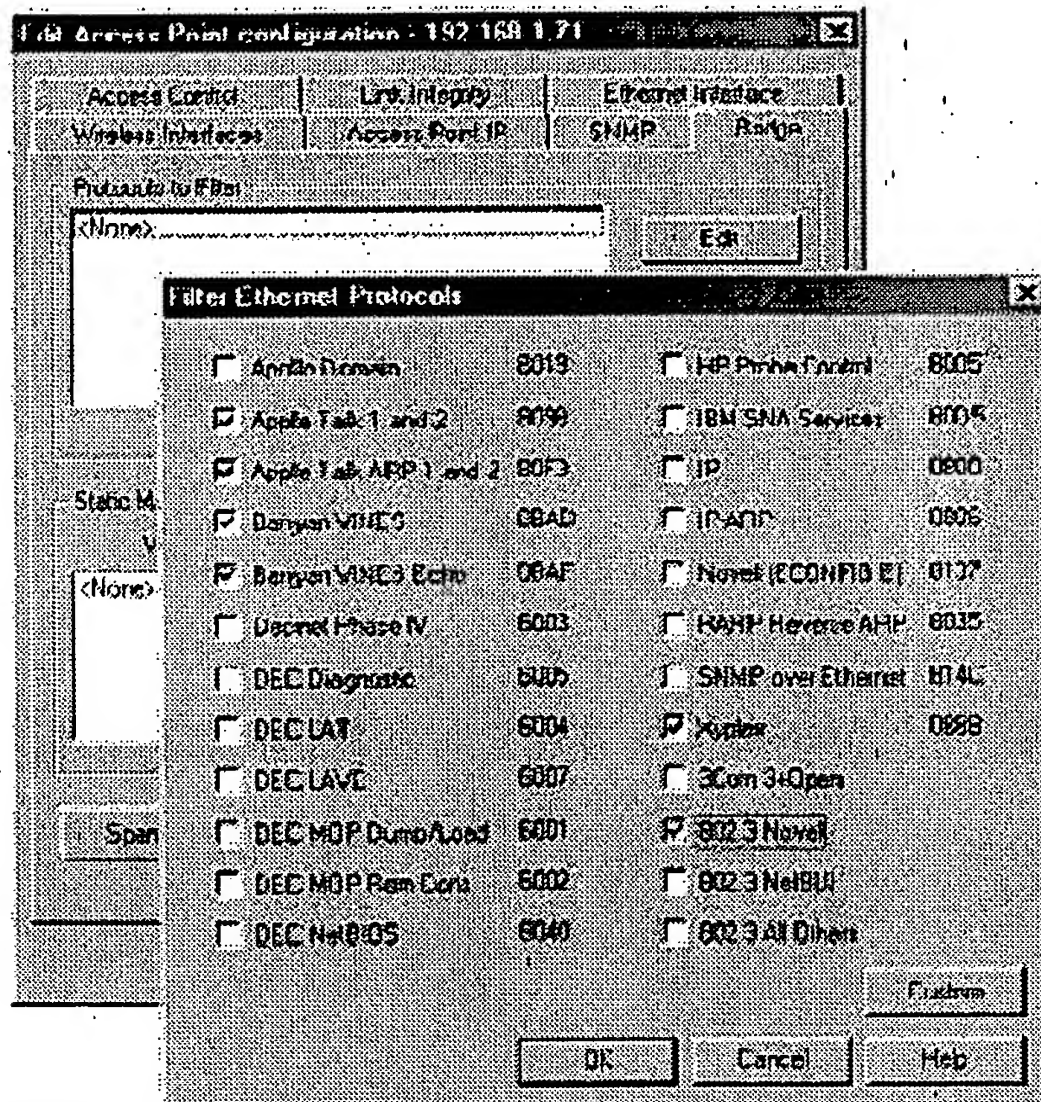 Edit Access Point configuration - 192.168.1.71
Access Control Link Integrity Ethernet Interface
Wireless Interfaces Access Point IP SNMP Bridge
Protocols to Filter
<None>
Edit
Filter Ethernet Protocols
Apollo Domain 8019
Apple Talk 1 and 2
Apple Talk ARP 1 and 2 80F3
Banyan VINES 0BAD
Banyan VINES Echo 0BAF
Decnet Phase IV 6003
DEC Diagnostic 6005
DEC LAT 6004
DEC LAVC 6007
DEC MOP Dump/Load 6001
DEC MOP Rem Cons 6002
DEC NetBIOS 6040
HP Probe Control 8005
IBM SNA Services
IP 0800
IP-ARP 0806
Novell (ECONFIG E) 8137
RARP Reverse ARP 8035
SNMP over Ethernet 814C
Xyplex 0888
3Com 3+Open
802.3 Novell
802.3 NetBUI
802.3 All Others
Static M
V
<None>
Span
Custom
OK Cancel Help